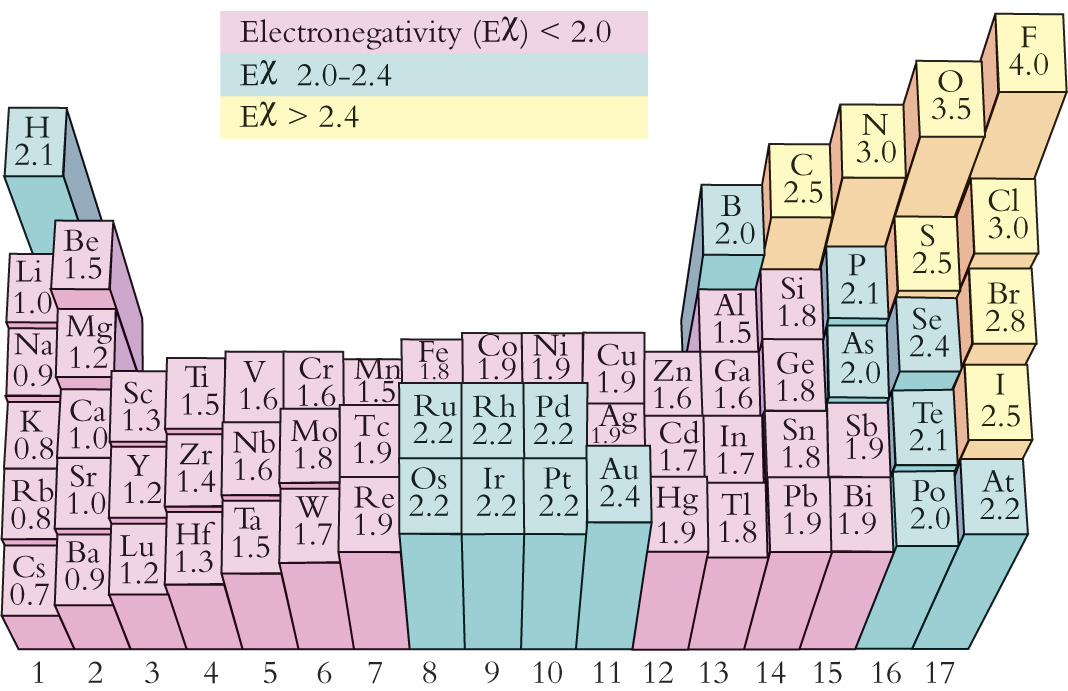 Electronegativity (Eχ) < 2.0
Eχ 2.0-2.4
Eχ > 2.4
H
2.1
Li
1.0
Na
0.9
K
0.8
Rb
0.8
Cs
0.7
Be
1.5
Mg
1.2
Ca
1.0
Sr
1.0
Ba
0.9
Sc
1.3
Y
1.2
Lu
1.2
Ti
1.5
Zr
1.4
Hf
1.3
V
1.6
Nb
1.6
Ta
1.5
Cr
1.6
Mo
1.8
W
1.7
Mn
1.5
Tc
1.9
Re
1.9
Fe
1.8
Ru
2.2
Os
2.2
Co
1.9
Rh
2.2
Ir
2.2
Ni
1.9
Pd
2.2
Pt
2.2
Cu
1.9
Ag
1.9
Au
2.4
Zn
1.6
Cd
1.7
Hg
1.9
B
2.0
Al
1.5
Ga
1.6
In
1.7
Tl
1.8
C
2.5
Si
1.8
Ge
1.8
Sn
1.8
Pb
1.9
N
3.0
P
2.1
As
2.0
Sb
1.9
Bi
1.9
O
3.5
S
2.5
Se
2.4
Te
2.1
Po
2.0
F
4.0
Cl
3.0
Br
2.8
I
2.5
At
2.2
1 2 3 4 5 6 7 8 9 10 11 12 13 14 15 16 17